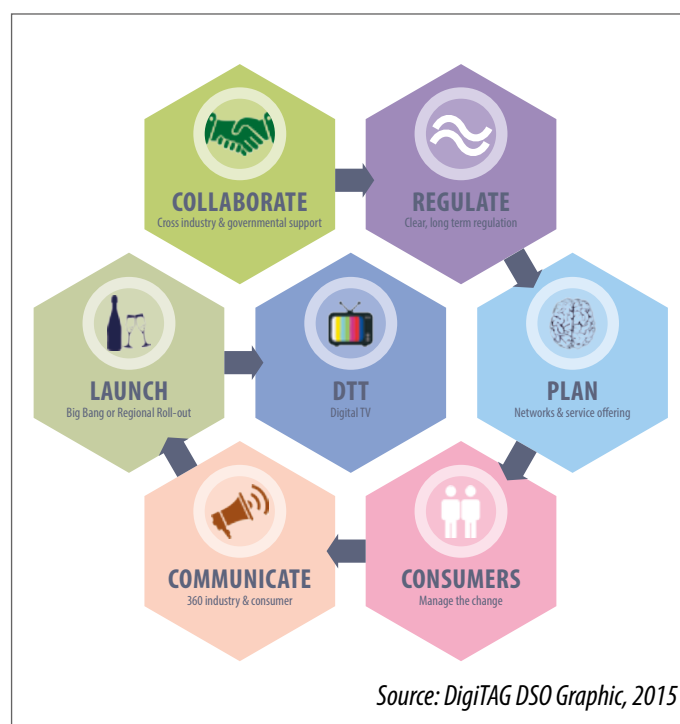 COLLABORATE
Cross industry & governmental support
REGULATE
Clear, long term regulation
LAUNCH
Big Bang or Regional Roll-out
DTT
Digital TV
PLAN
Networks & service offering
COMMUNICATE
360 industry & consumer
CONSUMERS
Manage the change
Source: DigiTAG DSO Graphic, 2015